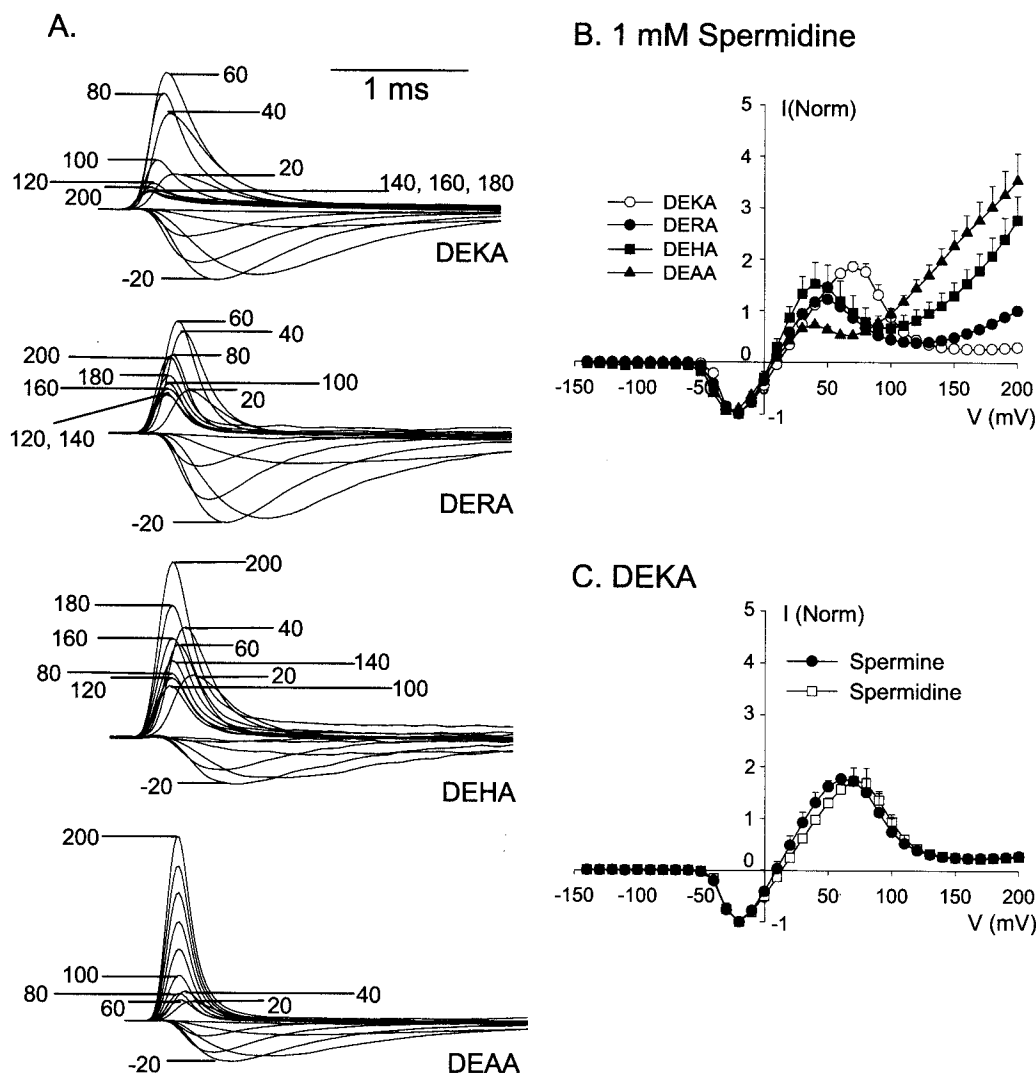 A.
1 ms
60
80
40
100
20
120
140, 160, 180
200
DEKA
-20
60
40
200
80
180
100
160
20
120, 140
DERA
-20
200
180
40
160
60
140
80
20
120
100
-20
DEHA
200
100
40
80
20
60
-20
DEAA
B. 1 mM Spermidine
I(Norm)
5
4
3
2
1
0
-1
DEKA
DERA
DEHA
DEAA
-150 -100 -50 50 100 150 200
V (mV)
C. DEKA
I (Norm)
5
4
3
2
1
0
-1
Spermine
Spermidine
-150 -100 -50 50 100 150 200
V (mV)